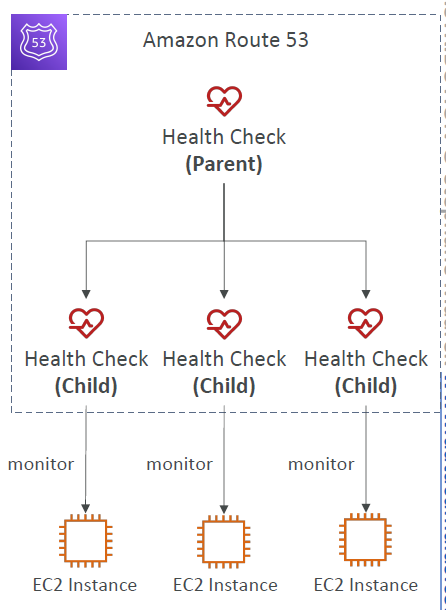 53
Amazon Route 53
Health Check
(Parent)
Health Check
(Child)
Health Check
(Child)
Health Check
(Child)
monitor
monitor
monitor
EC2 Instance
EC2 Instance
EC2 Instance